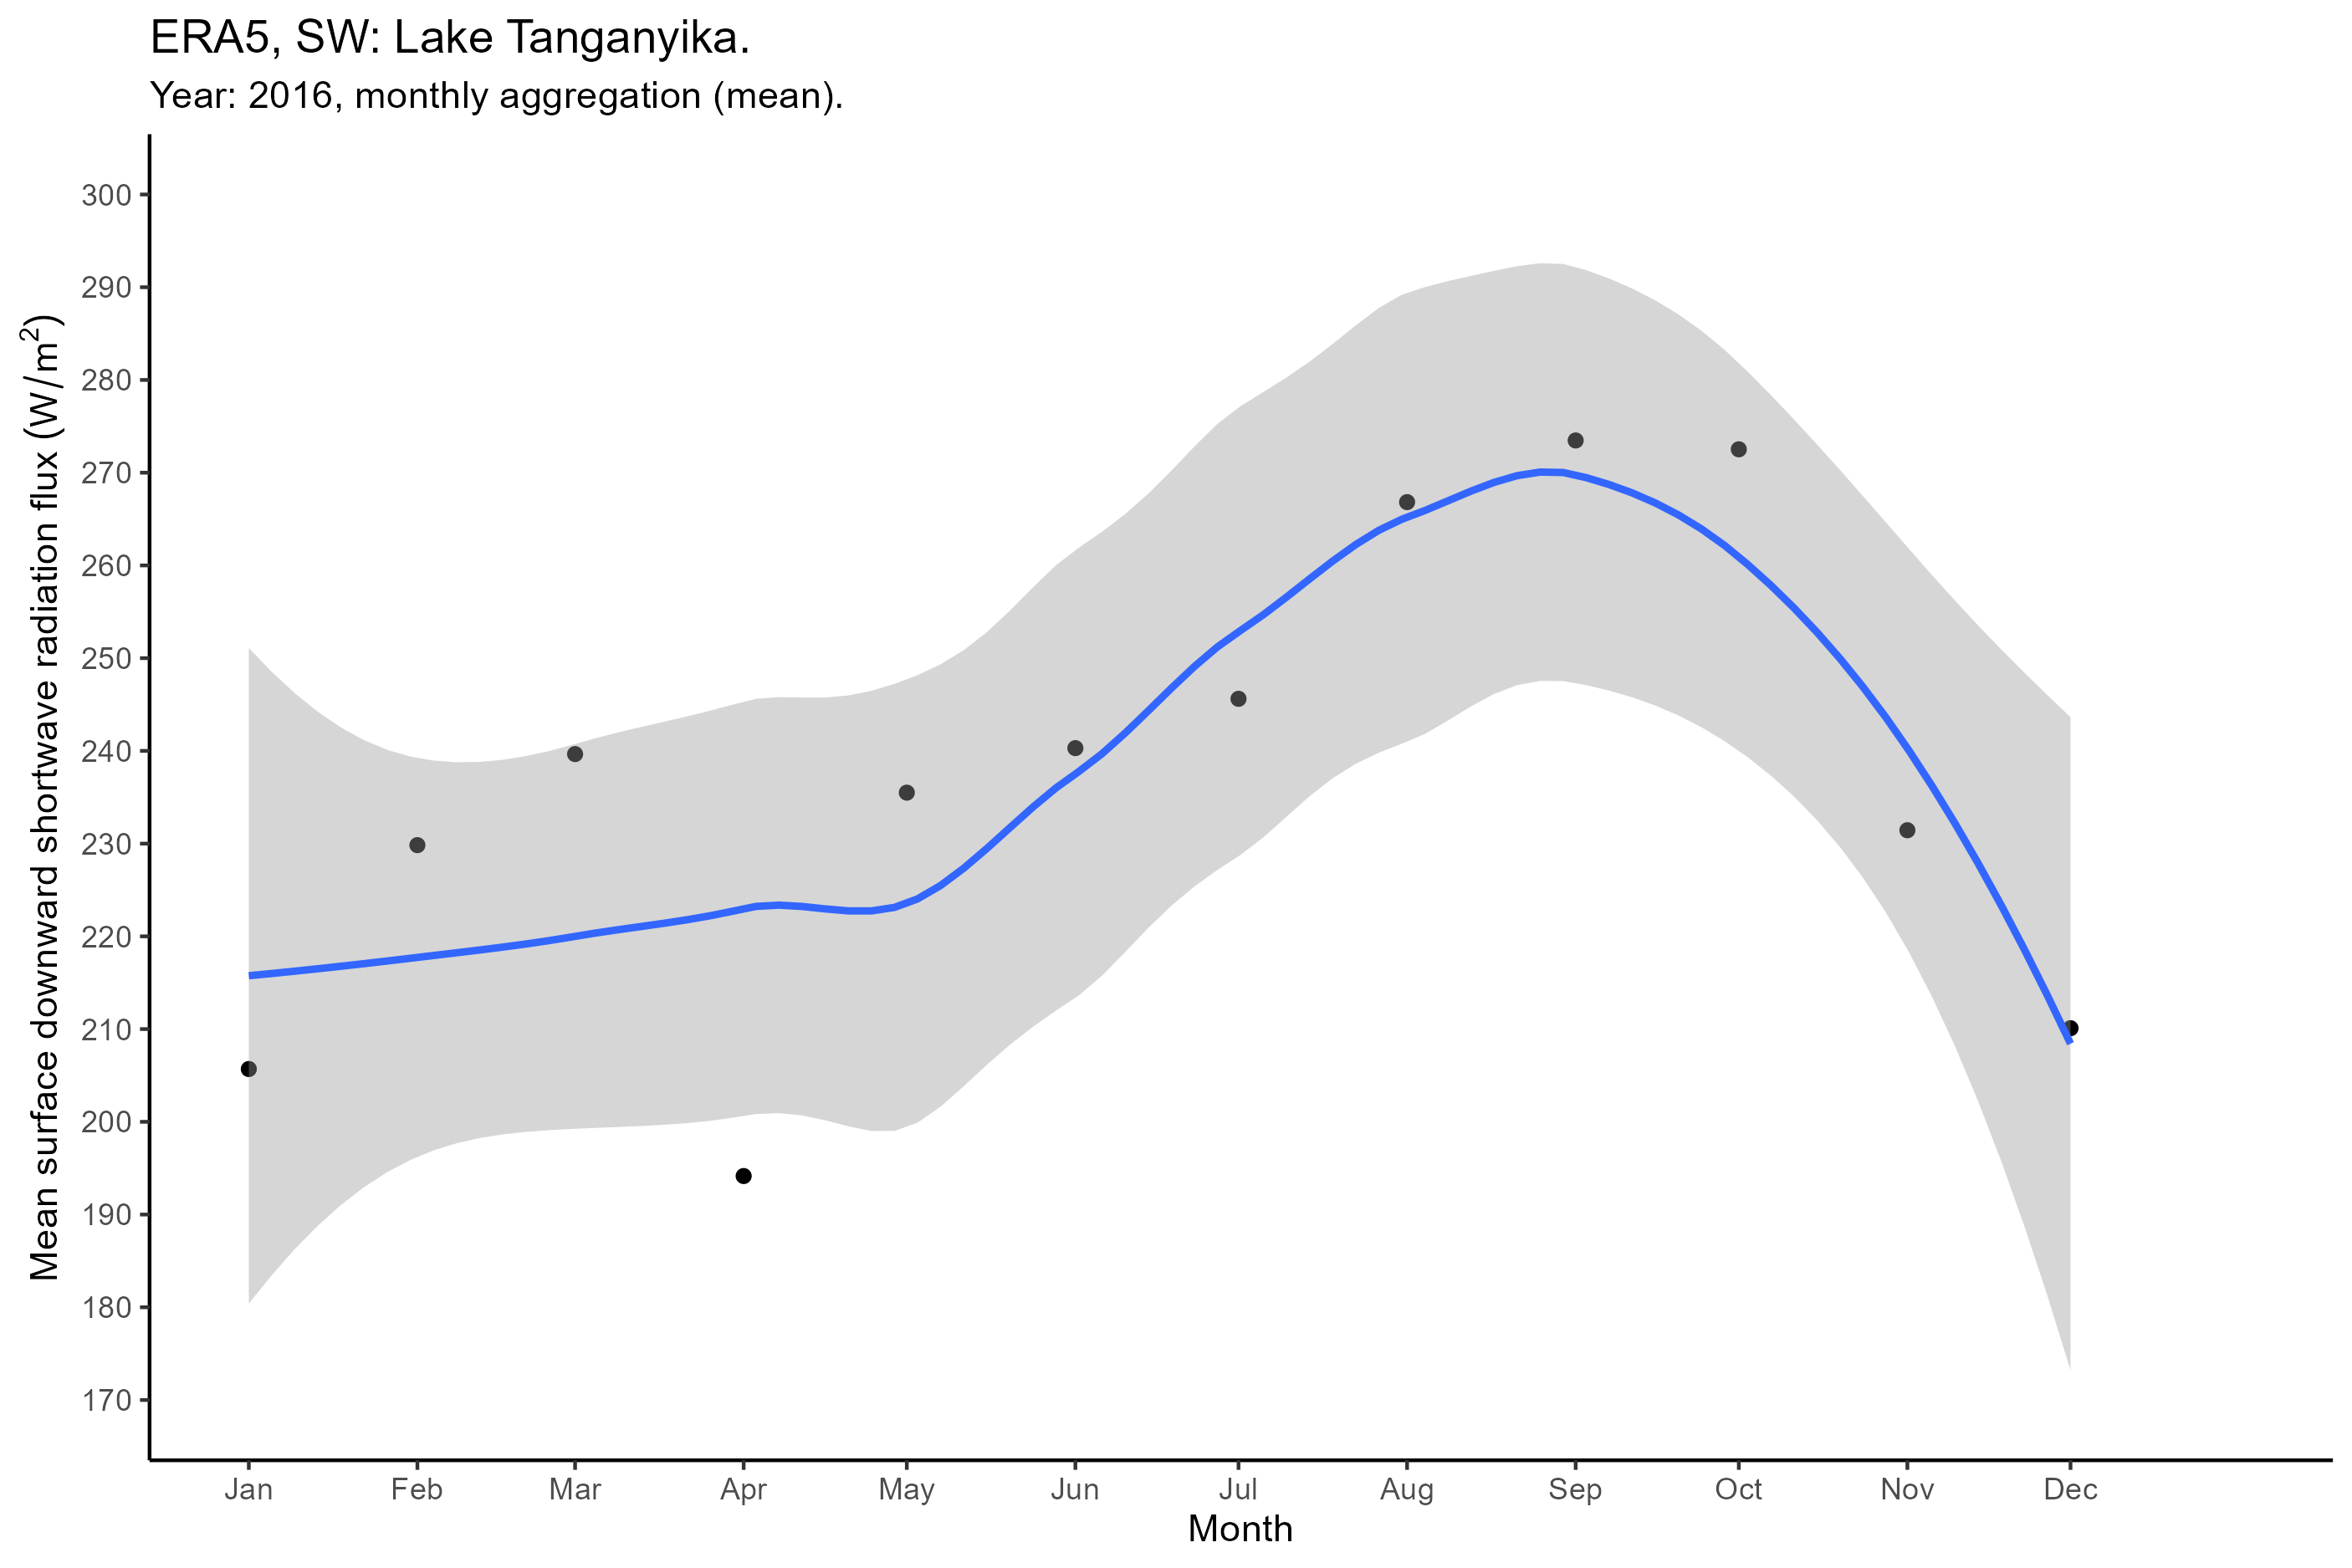 ERA5, SW: Lake Tanganyika.
Year: 2016, monthly aggregation (mean).
Mean surface downward shortwave radiation flux (W/m²)
300
290
280
270
260
250
240
230
220
210
200
190
180
170
Jan Feb Mar Apr May Jun Jul Aug Sep Oct Nov Dec
Month